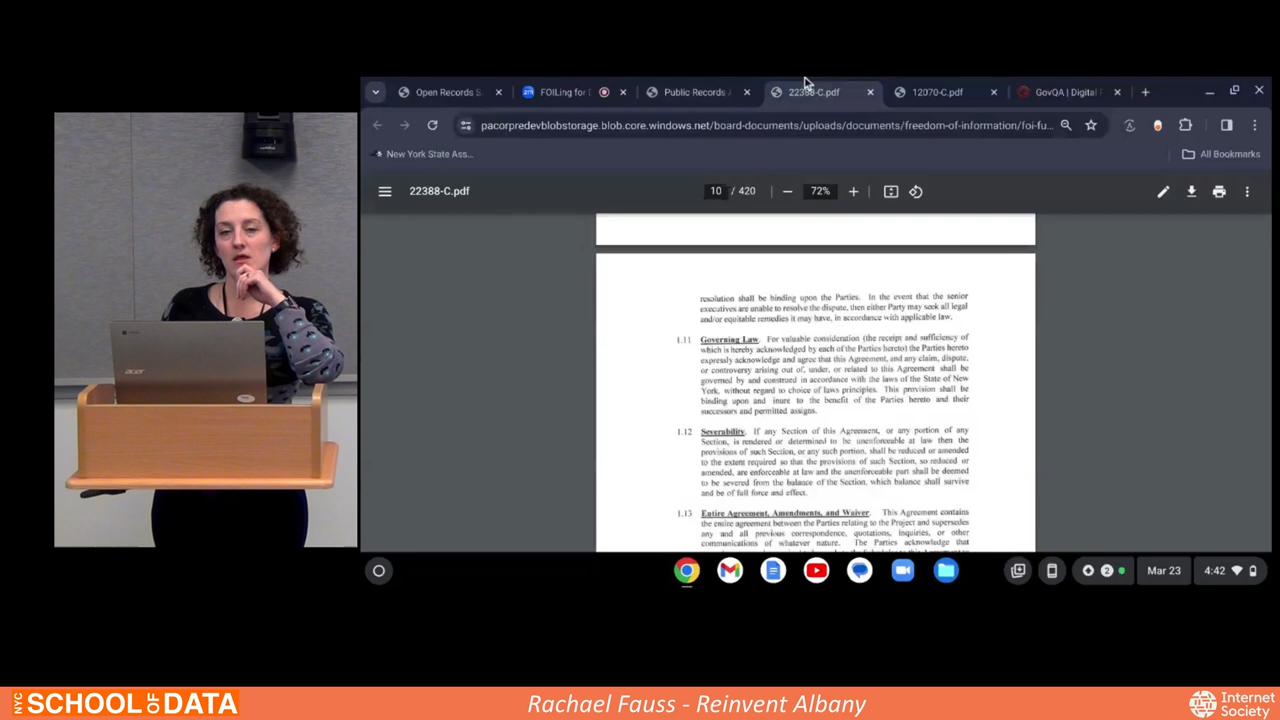 Open Records S
FOILing for D
Public Records A
22388-C.pdf
12070-C.pdf
GovQA | Digital F
pacorpredevblobstorage.blob.core.windows.net/board-documents/uploads/documents/freedom-of-information/foi-fu...
New York State Ass...
All Bookmarks
22388-C.pdf
10 / 420
72%
resolution shall be binding upon the Parties. In the event that the senior
executives are unable to resolve the dispute, then either Party may seek all legal
and/or equitable remedies it may have, in accordance with applicable law.
1.11 Governing Law. For valuable consideration (the receipt and sufficiency of
which is hereby acknowledged by each of the Parties hereto) the Parties hereto
expressly acknowledge and agree that this Agreement, and any claim, dispute,
or controversy arising out of, under, or related to this Agreement shall be
governed by and construed in accordance with the laws of the State of New
York, without regard to choice of laws principles. This provision shall be
binding upon and inure to the benefit of the Parties hereto and their
successors and permitted assigns.
1.12 Severability. If any Section of this Agreement, or any portion of any
Section, is rendered or determined to be unenforceable at law then the
provisions of such Section, or any such portion, shall be reduced or amended
to the extent required so that the provisions of such Section, so reduced or
amended, are enforceable at law and the unenforceable part shall be deemed
to be severed from the balance of the Section, which balance shall survive
and be of full force and effect.
1.13 Entire Agreement, Amendments, and Waiver. This Agreement contains
the entire agreement between the Parties relating to the Project and supersedes
any and all previous correspondence, quotations, inquiries, or other
communications of whatever nature. The Parties acknowledge that
acer
2
Mar 23
4:42
NYC SCHOOL OF DATA
Rachael Fauss - Reinvent Albany
Internet
Society